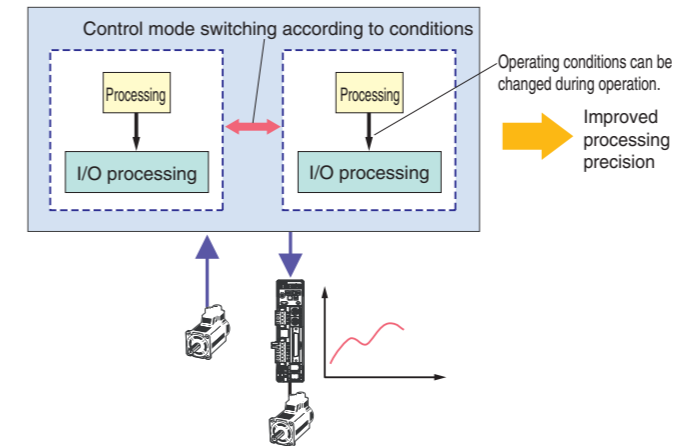 Control mode switching according to conditions
Operating conditions can be
changed during operation.
Processing
Processing
Improved
processing
precision
I/O processing
I/O processing